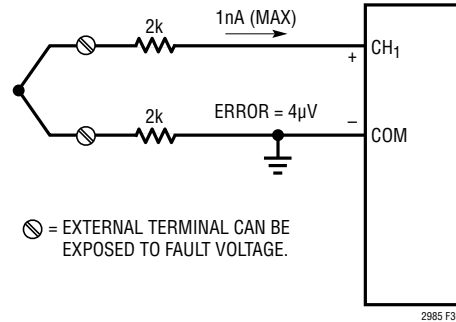 2k
1nA (MAX)
+
CH1
2k
ERROR = 4µV
–
COM
= EXTERNAL TERMINAL CAN BE
EXPOSED TO FAULT VOLTAGE.
2985 F3